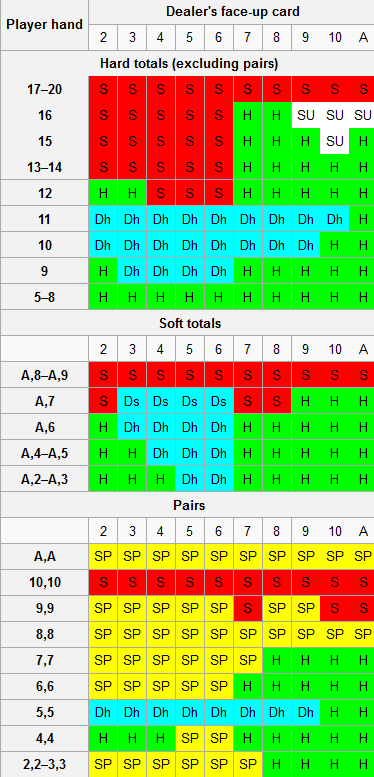 Player hand Dealer's face-up card
2 3 4 5 6 7 8 9 10 A
Hard totals (excluding pairs)
17–20 S S S S S S S S S S
16 S S S S S H H SU SU SU
15 S S S S S H H H SU H
13–14 S S S S S H H H H H
12 H H S S S H H H H H
11 Dh Dh Dh Dh Dh Dh Dh Dh Dh H
10 Dh Dh Dh Dh Dh Dh Dh Dh H H
9 H Dh Dh Dh Dh H H H H H
5–8 H H H H H H H H H H
Soft totals
2 3 4 5 6 7 8 9 10 A
A,8–A,9 S S S S S S S S S S
A,7 S Ds Ds Ds Ds S S H H H
A,6 H Dh Dh Dh Dh H H H H H
A,4–A,5 H H Dh Dh Dh H H H H H
A,2–A,3 H H H Dh Dh H H H H H
Pairs
2 3 4 5 6 7 8 9 10 A
A,A SP SP SP SP SP SP SP SP SP SP
10,10 S S S S S S S S S S
9,9 SP SP SP SP SP S SP SP S S
8,8 SP SP SP SP SP SP SP SP SP SP
7,7 SP SP SP SP SP SP H H H H
6,6 SP SP SP SP SP H H H H H
5,5 Dh Dh Dh Dh Dh Dh Dh Dh H H
4,4 H H H SP SP H H H H H
2,2–3,3 SP SP SP SP SP SP H H H H